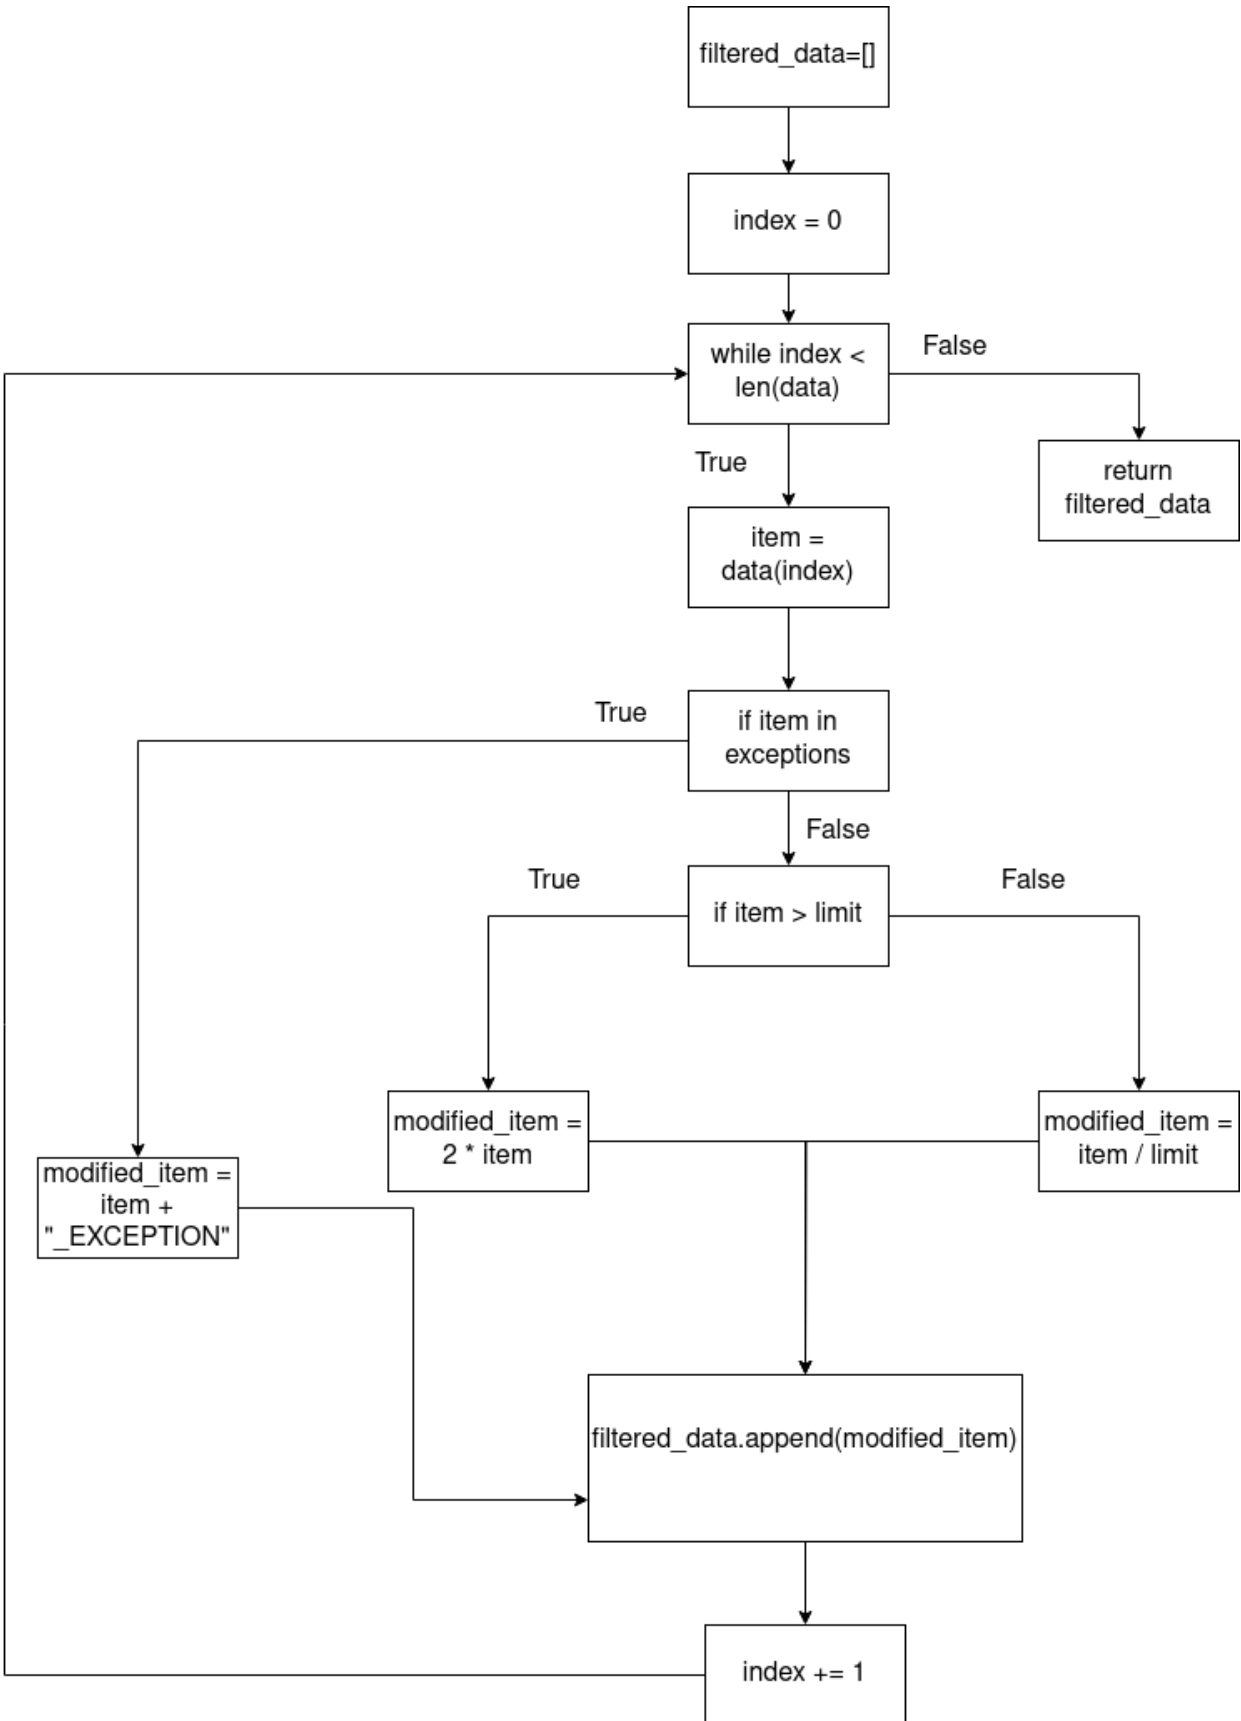 filtered_data=[]
index = 0
while index <
len(data)
False
True
return
filtered_data
item =
data(index)
True
if item in
exceptions
False
True
if item > limit
False
modified_item =
2 * item
modified_item =
item / limit
modified_item =
item +
"_EXCEPTION"
filtered_data.append(modified_item)
index += 1